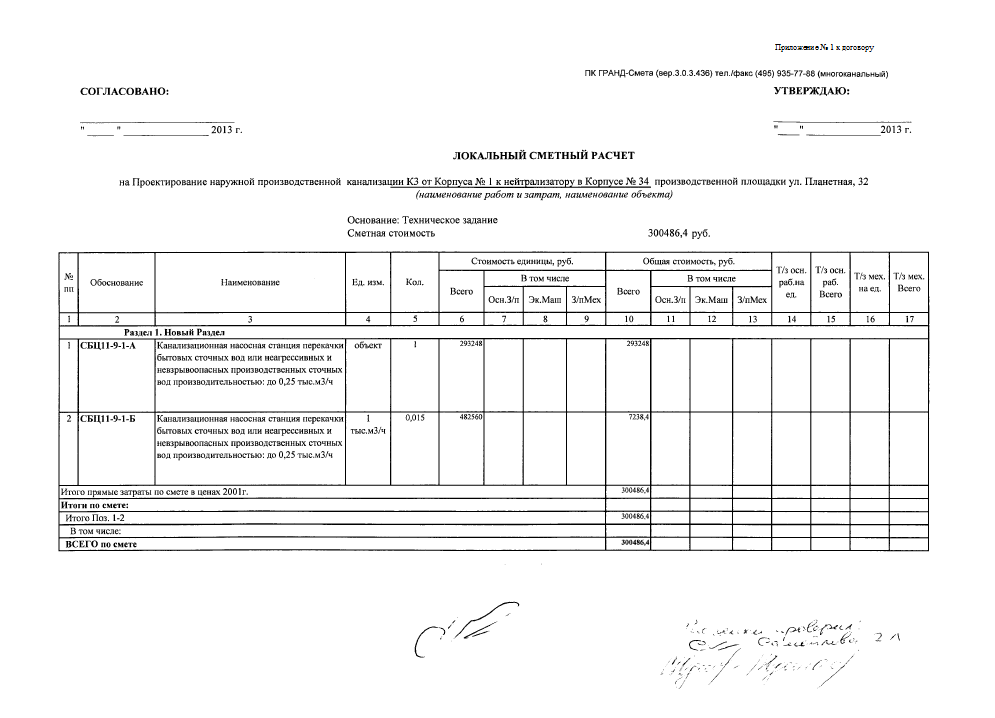 Приложение № 1 к договору
ПК ГРАНД-Смета (вер.3.0.3.436) тел./факс (495) 935-77-88 (многоканальный)
СОГЛАСОВАНО: УТВЕРЖДАЮ:
"_____" ________________ 2013 г. "____" ________________2013 г.
ЛОКАЛЬНЫЙ СМЕТНЫЙ РАСЧЕТ
на Проектирование наружной производственной канализации К3 от Корпуса № 1 к нейтрализатору в Корпусе № 34 производственной площадки ул. Планетная, 32
(наименование работ и затрат, наименование объекта)
Основание: Техническое задание
Сметная стоимость 300486,4 руб.
№ пп Обоснование Наименование Ед. изм. Кол. Стоимость единицы, руб. Общая стоимость, руб. Т/з осн. раб.на ед. Т/з осн. раб. Всего Т/з мех. на ед. Т/з мех. Всего
Всего В том числе Всего В том числе
Осн.З/п Эк.Маш З/пМех Осн.З/п Эк.Маш З/пМех
1 2 3 4 5 6 7 8 9 10 11 12 13 14 15 16 17
Раздел 1. Новый Раздел
1 СБЦ11-9-1-А Канализационная насосная станция перекачки объект 1 293248 293248
бытовых сточных вод или неагрессивных и
невзрывоопасных производственных сточных
вод производительностью: до 0,25 тыс.м3/ч
2 СБЦ11-9-1-Б Канализационная насосная станция перекачки 1 0,015 482560 7238,4
бытовых сточных вод или неагрессивных и тыс.м3/ч
невзрывоопасных производственных сточных
вод производительностью: до 0,25 тыс.м3/ч
Итого прямые затраты по смете в ценах 2001г. 300486,4
Итоги по смете:
Итого Поз. 1-2 300486,4
В том числе:
ВСЕГО по смете 300486,4